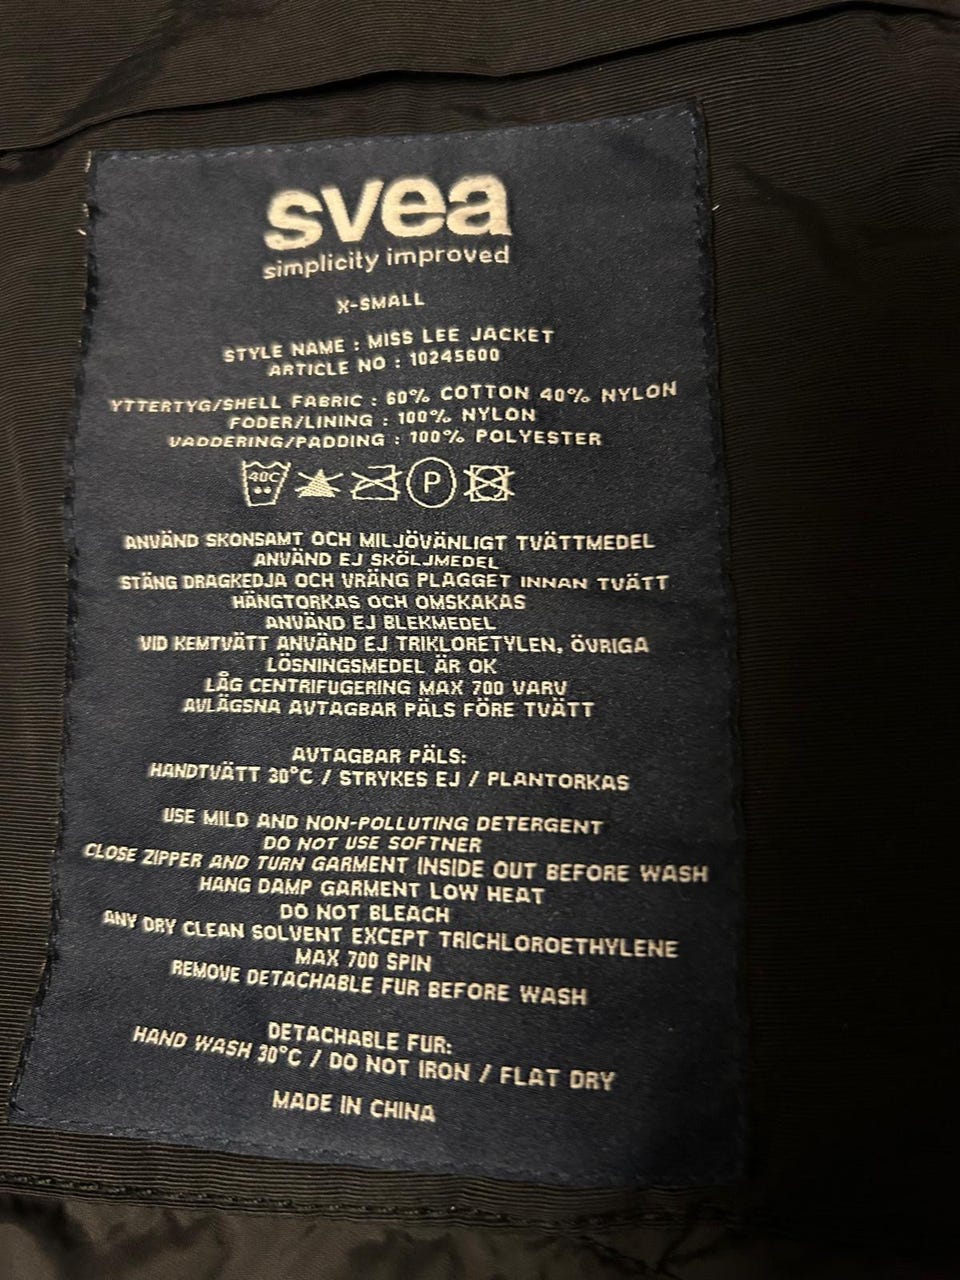 svea
simplicity improved
X-SMALL
STYLE NAME : MISS LEE JACKET
ARTICLE NO : 10245600
YTTERTYG/SHELL FABRIC : 60% COTTON 40% NYLON
FODER/LINING : 100% NYLON
VADDERING/PADDING : 100% POLYESTER
40C P
ANVÄND SKONSAMT OCH MILJÖVÄNLIGT TVÄTTMEDEL
ANVÄND EJ SKÖLJMEDEL
STÄNG DRAGKEDJA OCH VRÄNG PLAGGET INNAN TVÄTT
HÄNGTORKAS OCH OMSKAKAS
ANVÄND EJ BLEKMEDEL
VID KEMTVÄTT ANVÄND EJ TRIKLORETYLEN, ÖVRIGA
LÖSNINGSMEDEL ÄR OK
LÅG CENTRIFUGERING MAX 700 VARV
AVLÄGSNA AVTAGBAR PÄLS FÖRE TVÄTT
AVTAGBAR PÄLS:
HANDTVÄTT 30°C / STRYKES EJ / PLANTORKAS
USE MILD AND NON-POLLUTING DETERGENT
DO NOT USE SOFTNER
CLOSE ZIPPER AND TURN GARMENT INSIDE OUT BEFORE WASH
HANG DAMP GARMENT LOW HEAT
DO NOT BLEACH
ANY DRY CLEAN SOLVENT EXCEPT TRICHLOROETHYLENE
MAX 700 SPIN
REMOVE DETACHABLE FUR BEFORE WASH
DETACHABLE FUR:
HAND WASH 30°C / DO NOT IRON / FLAT DRY
MADE IN CHINA